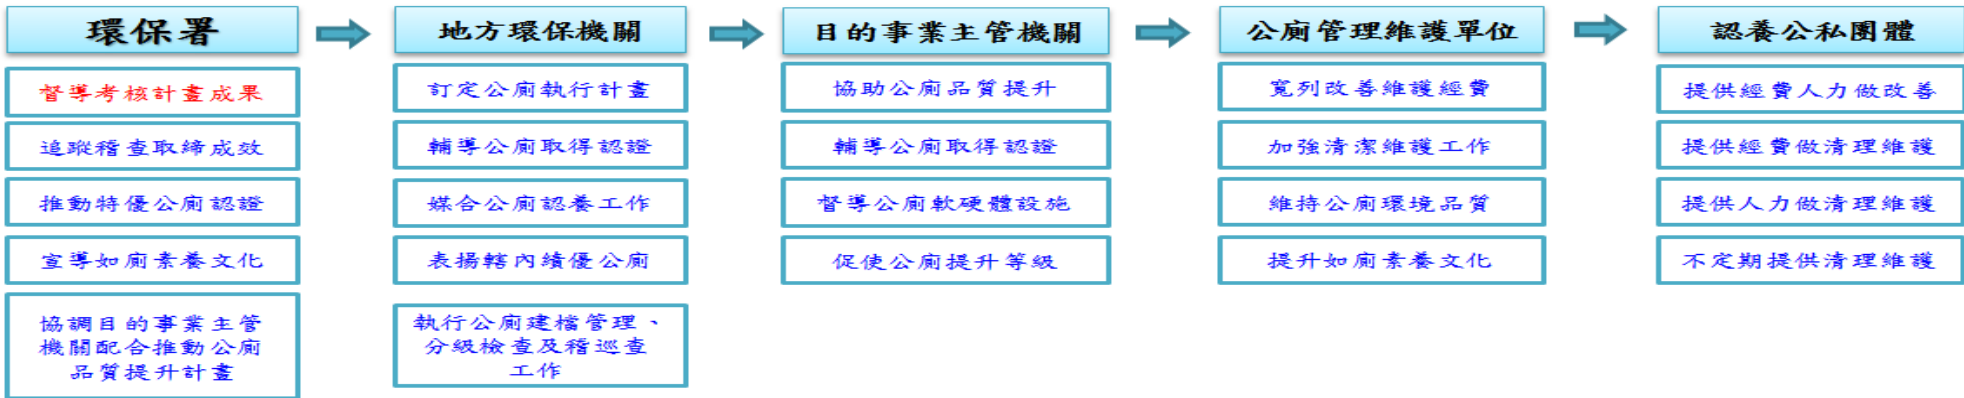 環保署
督導考核計畫成果
追蹤稽查取締成效
推動特優公廁認證
宣導如廁素養文化
協調目的事業主管
機關配合推動公廁
品質提升計畫
地方環保機關
訂定公廁執行計畫
輔導公廁取得認證
媒合公廁認養工作
表揚轄內績優公廁
執行公廁建檔管理、
分級檢查及稽巡查
工作
目的事業主管機關
協助公廁品質提升
輔導公廁取得認證
督導公廁軟硬體設施
促使公廁提升等級
公廁管理維護單位
寬列改善維護經費
加強清潔維護工作
維持公廁環境品質
提升如廁素養文化
認養公私團體
提供經費人力做改善
提供經費做清理維護
提供人力做清理維護
不定期提供清理維護